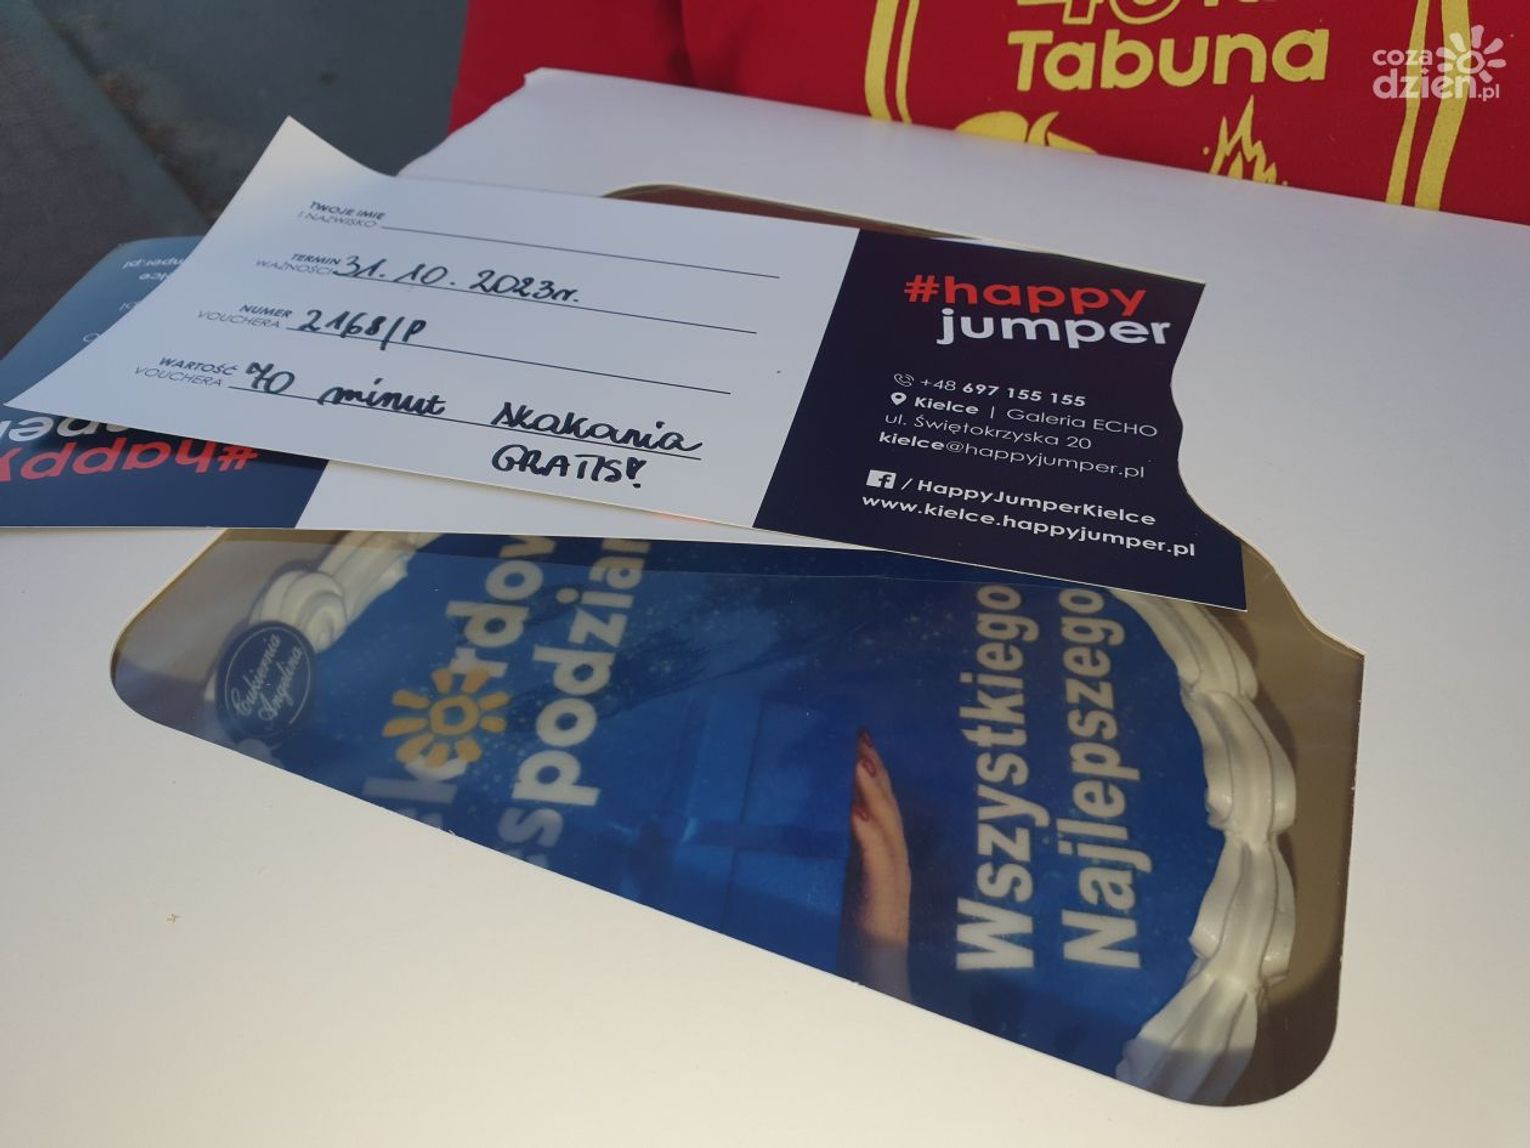 Tabuna
coza
dzien.pl
TWOJE IMIĘ
I NAZWISKO
TERMIN
WAŻNOŚCI 31.10.2023r.
NUMER
VOUCHERA 2168/P
WARTOŚĆ
VOUCHERA 70 minut skakania
GRATIS!
#happy
jumper
+48 697 155 155
Kielce | Galeria ECHO
ul. Świętokrzyska 20
kielce@happyjumper.pl
/ HappyJumperKielce
www.kielce.happyjumper.pl
#happy
Cukiernia
Angelina
Wszystkiego
Najlepszego